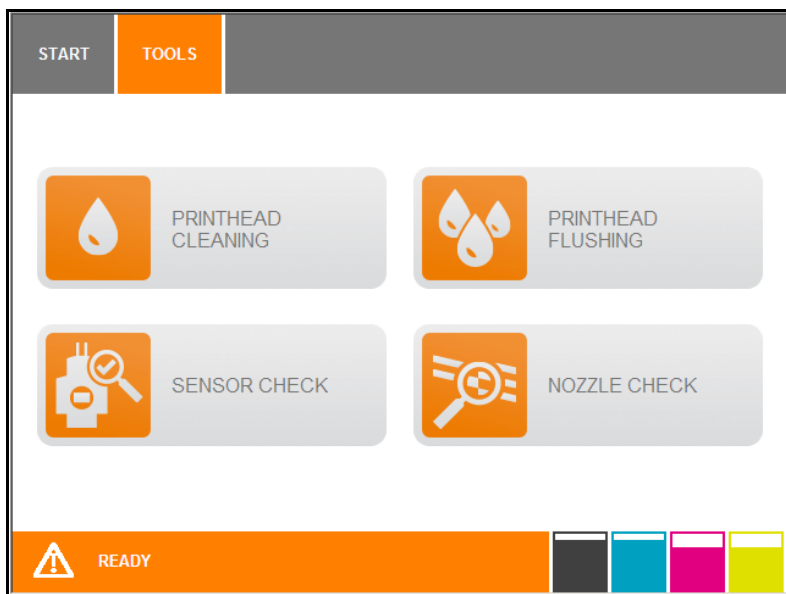 START
TOOLS
PRINTHEAD
CLEANING
PRINTHEAD
FLUSHING
SENSOR CHECK
NOZZLE CHECK
READY